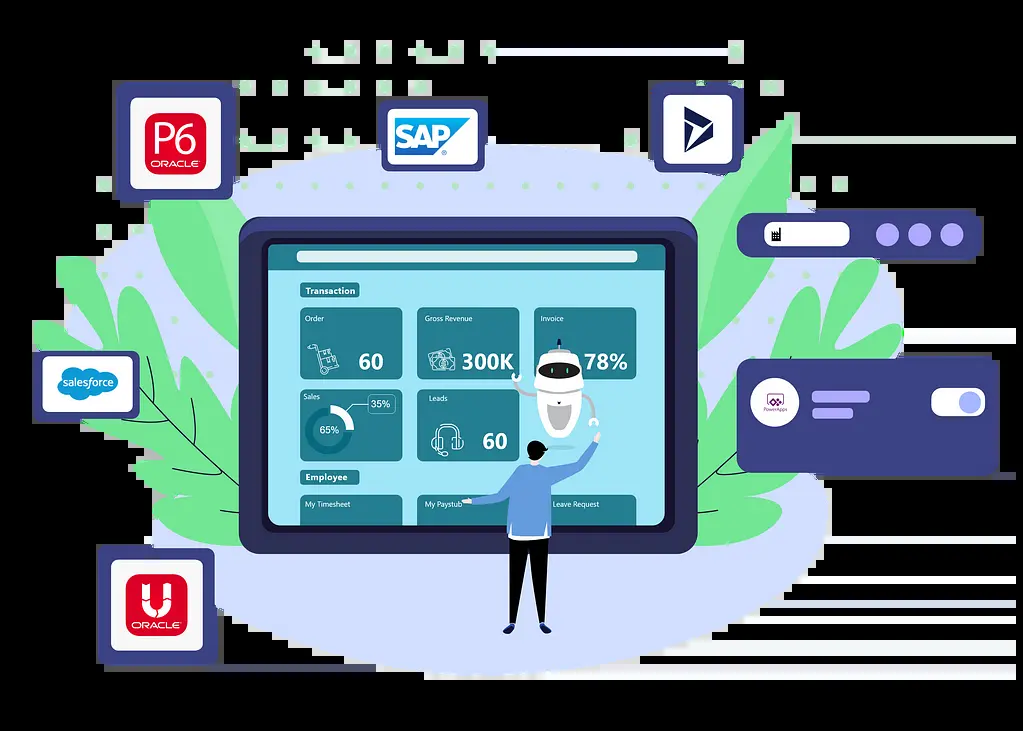 P6
ORACLE
SAP
®
Transaction
Order
60
Gross Revenue
300K
Invoice
78%
Sales
35%
65%
Leads
60
Employee
My Timesheet
My Paystub
Leave Request
salesforce
PowerApps
ORACLE